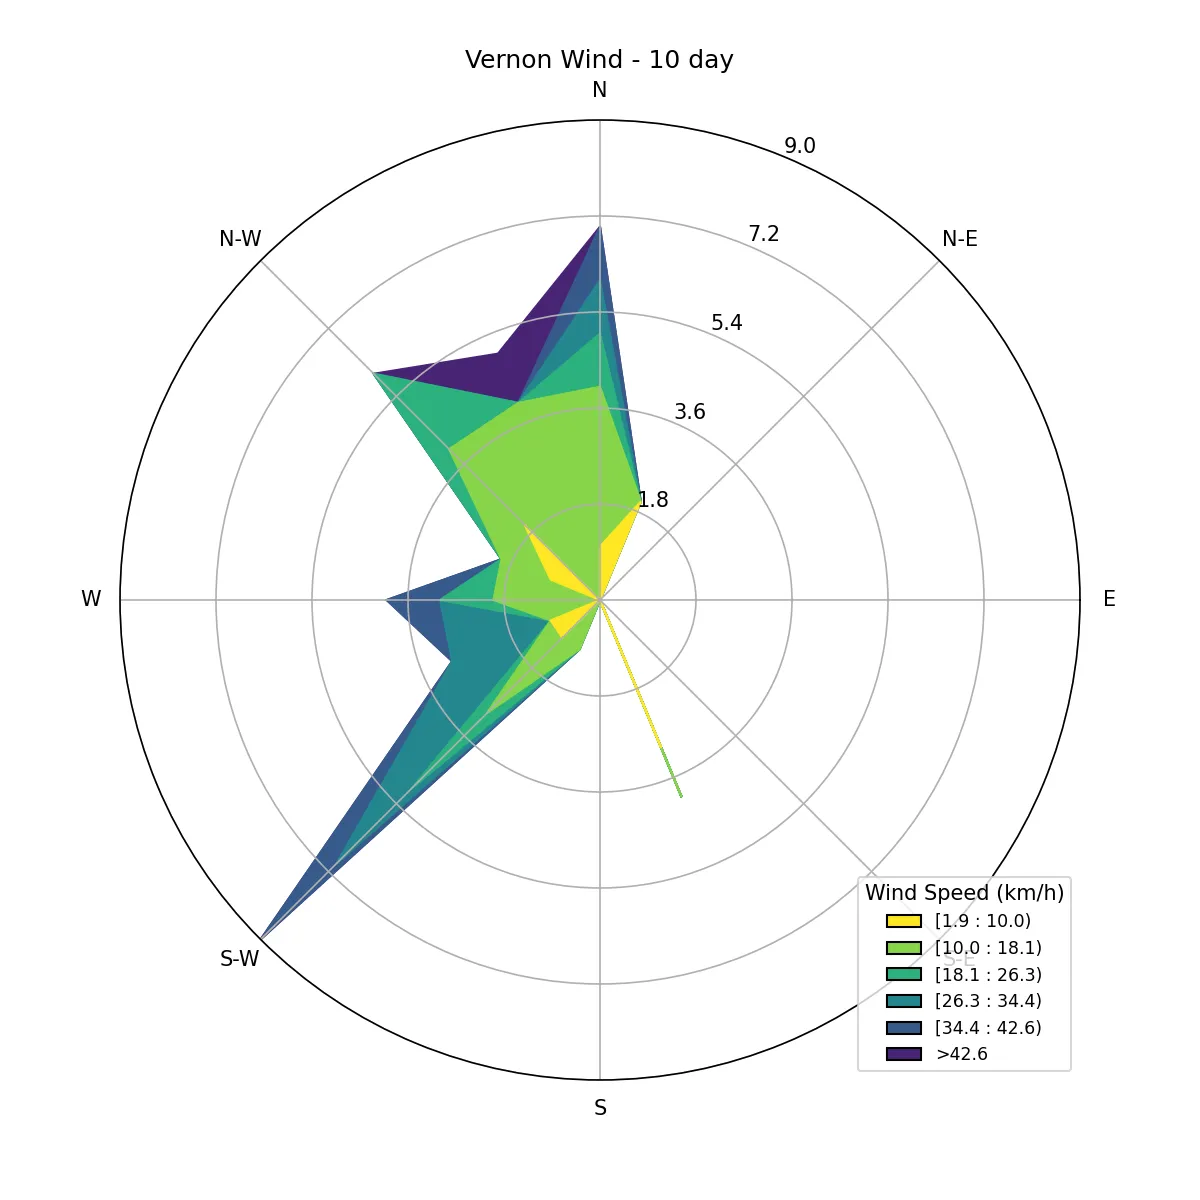 Vernon Wind - 10 day
N
9.0
N-W
N-E
7.2
5.4
3.6
1.8
W
E
S-W
S-E
Wind Speed (km/h)
[1.9 : 10.0)
[10.0 : 18.1)
[18.1 : 26.3)
[26.3 : 34.4)
[34.4 : 42.6)
>42.6
S